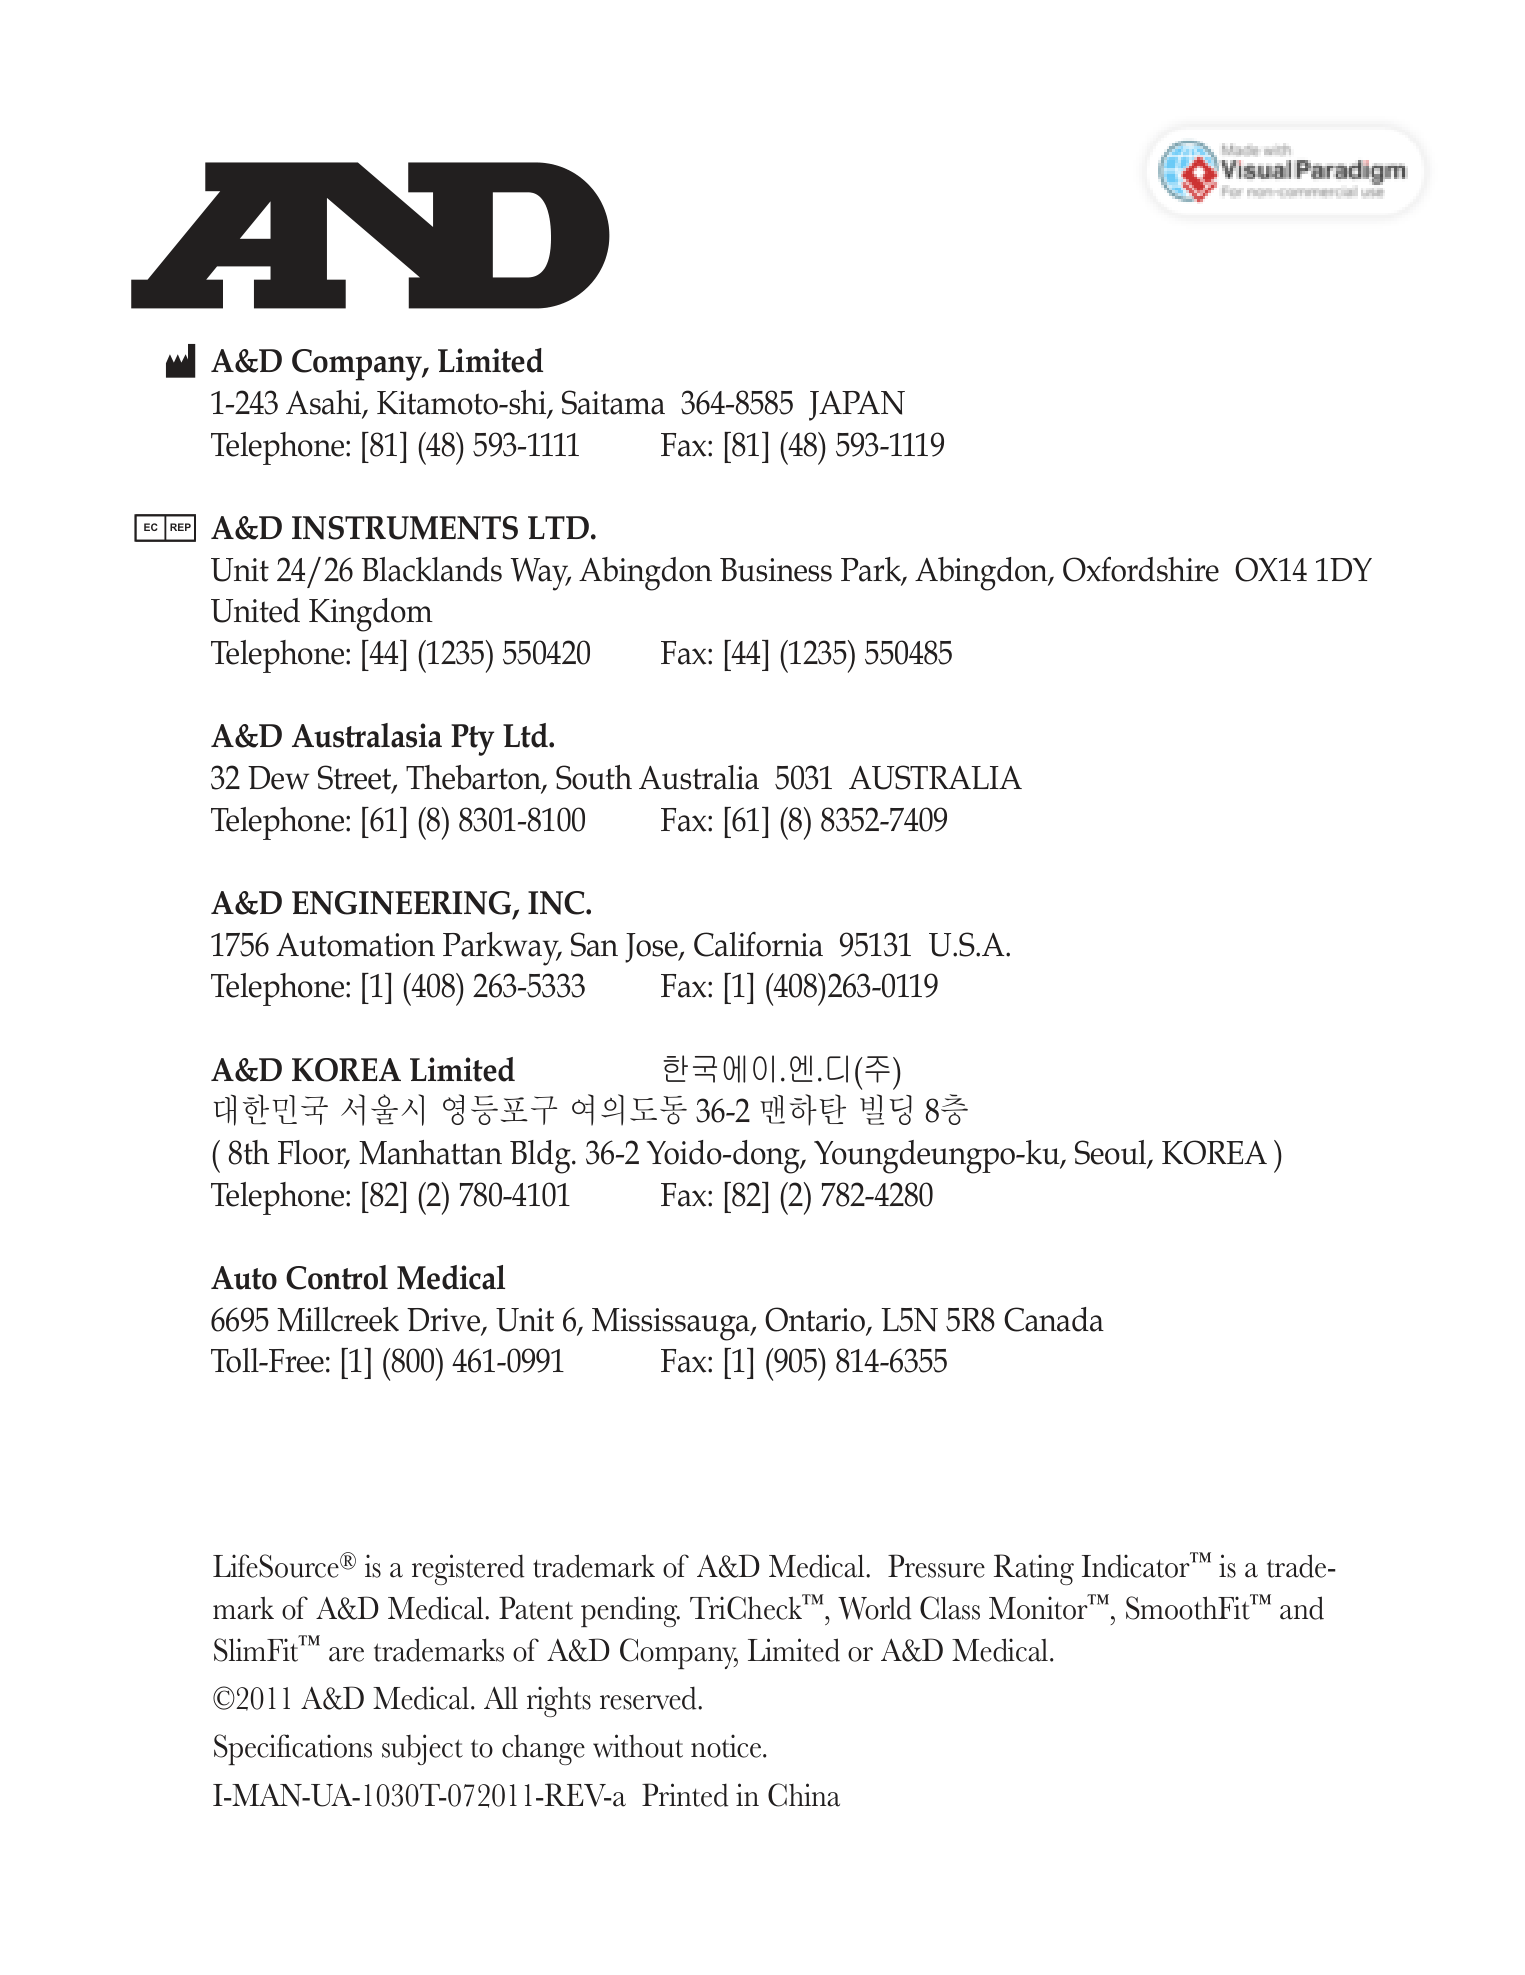 AND
Made with
Visual Paradigm
For non-commercial use
A&D Company, Limited
1-243 Asahi, Kitamoto-shi, Saitama 364-8585 JAPAN
Telephone: [81] (48) 593-1111 Fax: [81] (48) 593-1119
EC REP A&D INSTRUMENTS LTD.
Unit 24/26 Blacklands Way, Abingdon Business Park, Abingdon, Oxfordshire OX14 1DY
United Kingdom
Telephone: [44] (1235) 550420 Fax: [44] (1235) 550485
A&D Australasia Pty Ltd.
32 Dew Street, Thebarton, South Australia 5031 AUSTRALIA
Telephone: [61] (8) 8301-8100 Fax: [61] (8) 8352-7409
A&D ENGINEERING, INC.
1756 Automation Parkway, San Jose, California 95131 U.S.A.
Telephone: [1] (408) 263-5333 Fax: [1] (408)263-0119
A&D KOREA Limited 한국에이.엔.디(주)
대한민국 서울시 영등포구 여의도동 36-2 맨하탄 빌딩 8층
( 8th Floor, Manhattan Bldg. 36-2 Yoido-dong, Youngdeungpo-ku, Seoul, KOREA )
Telephone: [82] (2) 780-4101 Fax: [82] (2) 782-4280
Auto Control Medical
6695 Millcreek Drive, Unit 6, Mississauga, Ontario, L5N 5R8 Canada
Toll-Free: [1] (800) 461-0991 Fax: [1] (905) 814-6355
LifeSource® is a registered trademark of A&D Medical. Pressure Rating Indicator™ is a trade-
mark of A&D Medical. Patent pending. TriCheck™, World Class Monitor™, SmoothFit™ and
SlimFit™ are trademarks of A&D Company, Limited or A&D Medical.
©2011 A&D Medical. All rights reserved.
Specifications subject to change without notice.
I-MAN-UA-1030T-072011-REV-a Printed in China